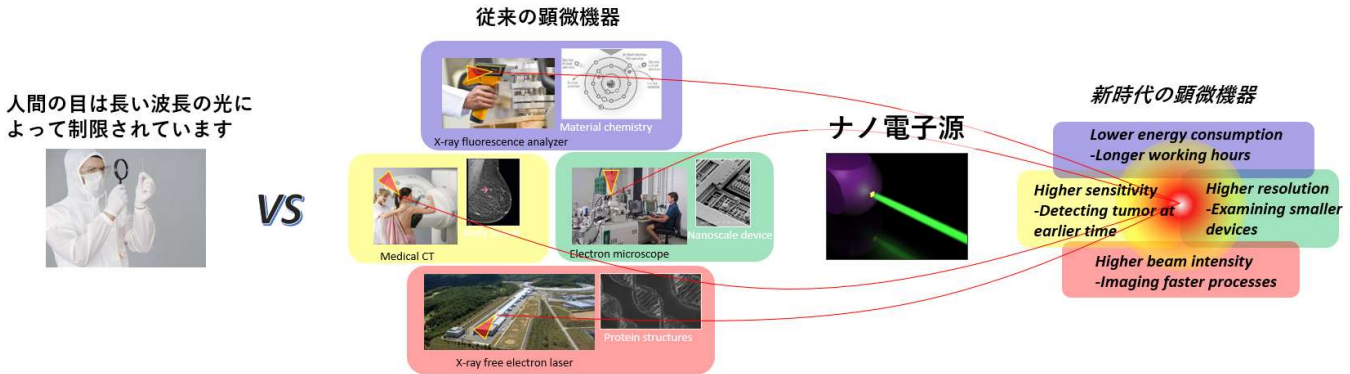 従来の顕微機器
人間の目は長い波長の光に
よって制限されています
VS
Material chemistry
X-ray fluorescence analyzer
Medical CT
Nanoscale device
Electron microscope
Protein structures
X-ray free electron laser
ナノ電子源
新時代の顕微機器
Lower energy consumption
-Longer working hours
Higher sensitivity
-Detecting tumor at
earlier time
Higher resolution
-Examining smaller
devices
Higher beam intensity
-Imaging faster processes